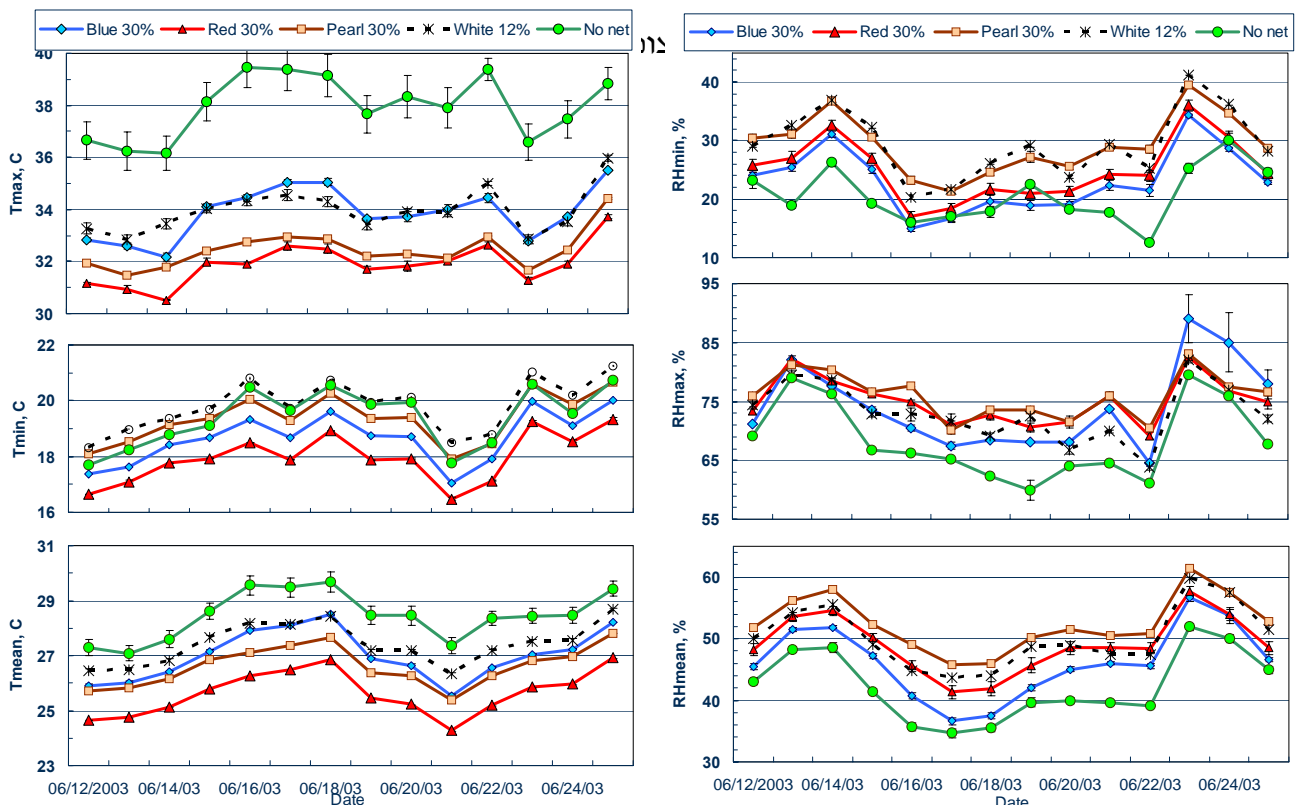 Blue 30% Red 30% Pearl 30% White 12% No net
Tmax, C
40
38
36
34
32
30
Tmin, C
22
20
18
16
Tmean, C
31
29
27
25
23
06/12/2003 06/14/03 06/16/03 06/18/03 06/20/03 06/22/03 06/24/03
Date
Blue 30% Red 30% Pearl 30% White 12% No net
RHmin, %
40
30
20
10
RHmax, %
95
85
75
65
55
RHmean, %
60
50
40
30
06/12/2003 06/14/03 06/16/03 06/18/03 06/20/03 06/22/03 06/24/03
Date